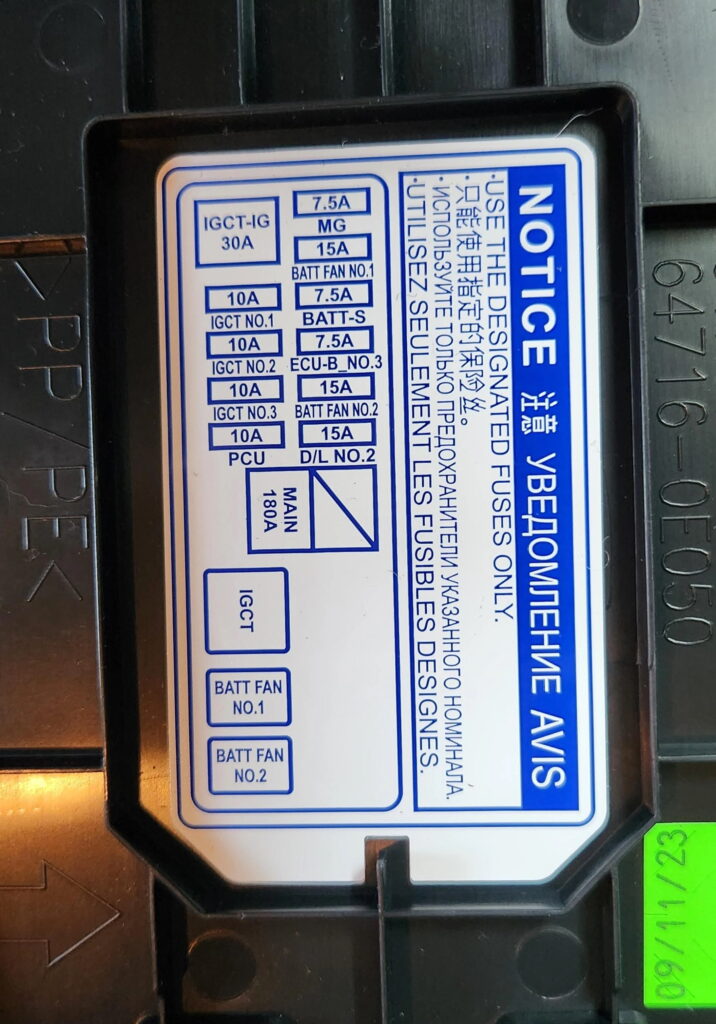 NOTICE 注意 УВЕДОМЛЕНИЕ AVIS
·USE THE DESIGNATED FUSES ONLY.
·只能使用指定的保险丝。
·ИСПОЛЬЗУЙТЕ ТОЛЬКО ПРЕДОХРАНИТЕЛИ УКАЗАННОГО НОМИНАЛА.
·UTILISEZ SEULEMENT LES FUSIBLES DESIGNES.
IGCT-IG
30A
7.5A
MG
15A
BATT FAN NO.1
10A
IGCT NO.1
7.5A
BATT-S
10A
IGCT NO.2
7.5A
ECU-B_NO.3
10A
IGCT NO.3
15A
BATT FAN NO.2
10A
PCU
15A
D/L NO.2
MAIN
180A
IGCT
BATT FAN
NO.1
BATT FAN
NO.2
64716-0E050
>PP/PE<
09/11/23